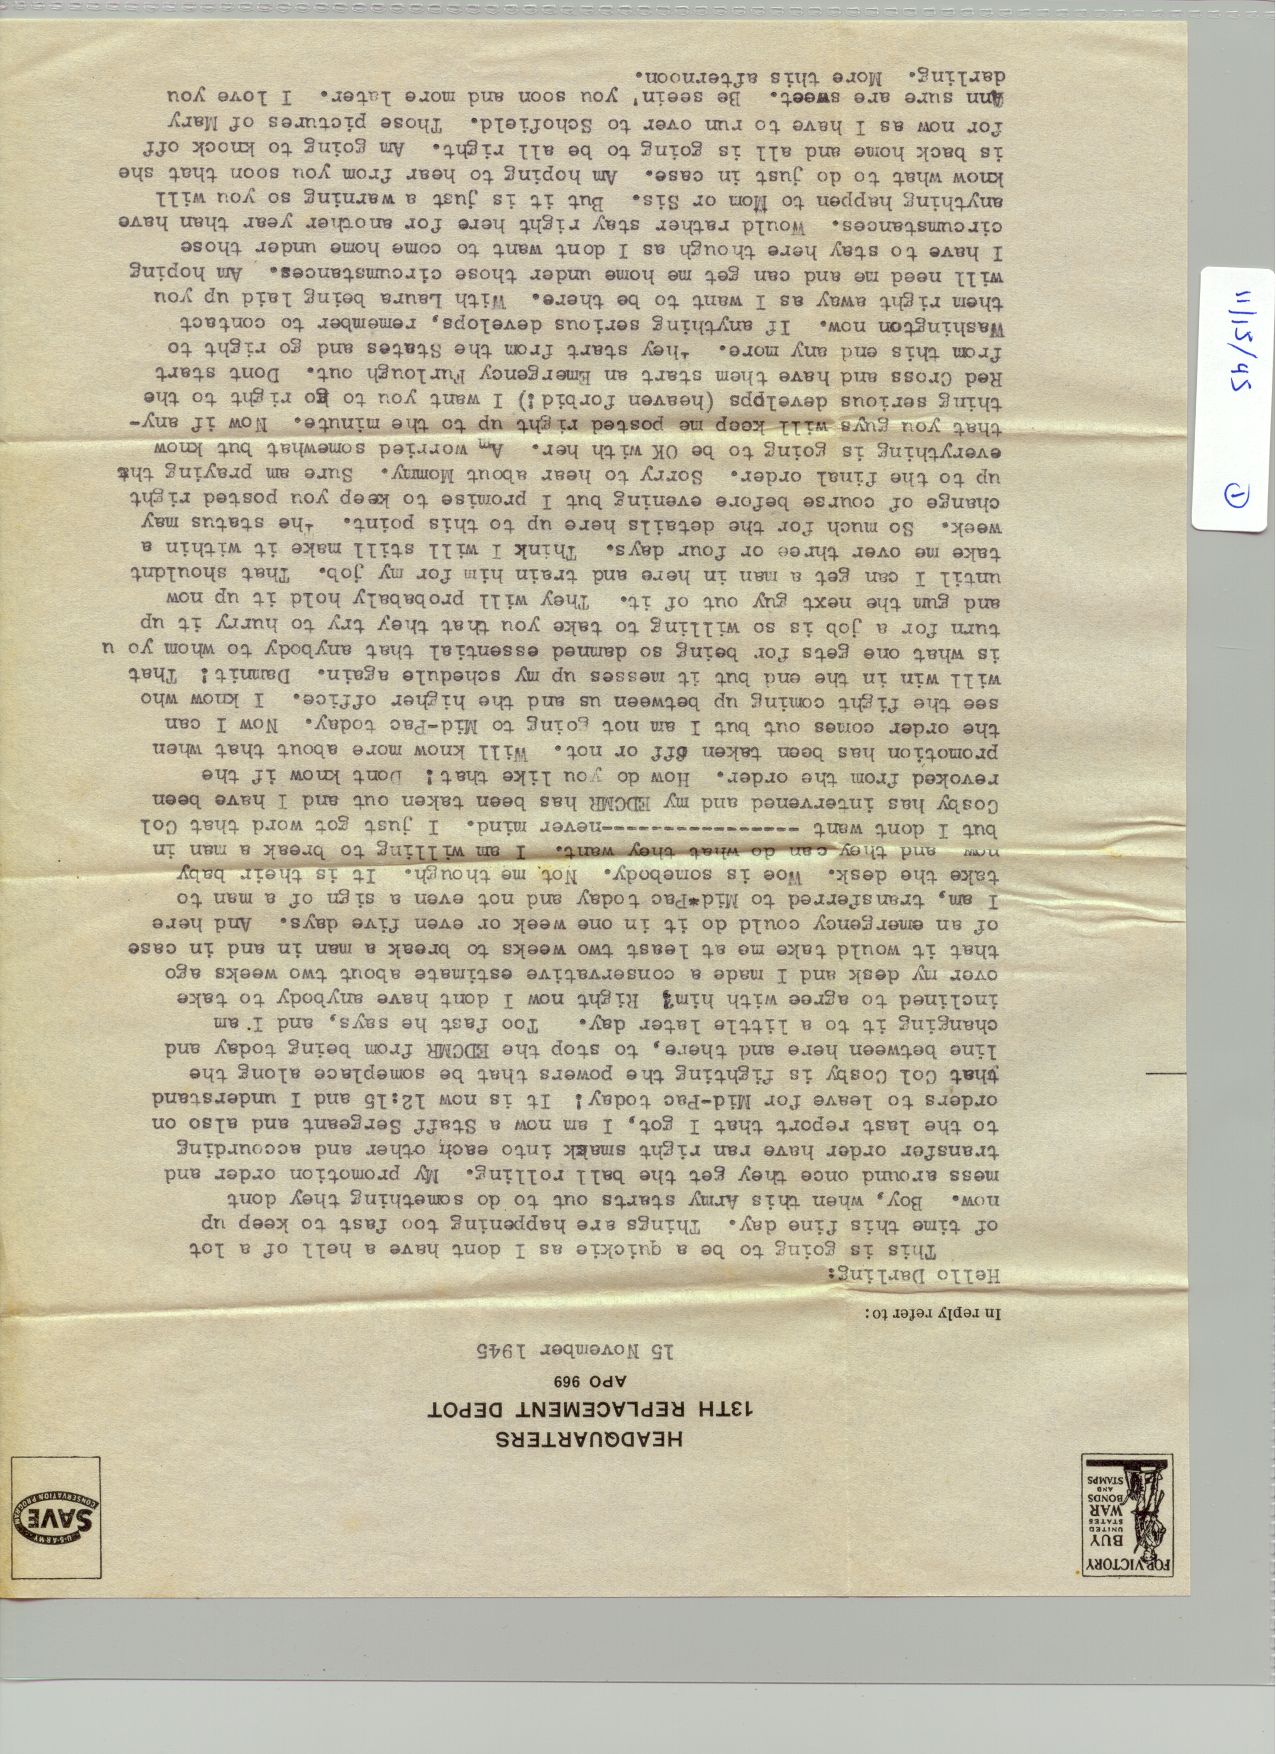 FOR VICTORY
BUY
UNITED
STATES
WAR
BONDS
AND
STAMPS
U·S·ARMY
SAVE
CONSERVATION PROGRAM
HEADQUARTERS
13TH REPLACEMENT DEPOT
APO 969
15 November 1945
In reply refer to:
Hello Darling:
This is going to be a quickie as I dont have a hell of a lot
of time this fine day. Things are happening too fast to keep up
now. Boy, when this Army starts out to do something they dont
mess around once they get the ball rolling. My promotion order and
transfer order have ran right smakk into each other and accourding
to the last report that I got, I am now a Staff Sergeant and also on
orders to leave for Mid-Pac today! It is now 12:15 and I understand
that Col Cosby is fighting the powers that be someplace along the
line between here and there, to stop the EDCMR from being today and
changing it to a little later day. Too fast he says, and I am
inclined to agree with him! Right now I dont have anybody to take
over my desk and I made a conservative estimate about two weeks ago
that it would take me at least two weeks to break a man in and in case
of an emergency could do it in one week or even five days. And here
I am, transferred to Mid*Pac today and not even a sign of a man to
take the desk. Woe is somebody. Not me though. It is their baby
now and they can do what they want. I am willing to break a man in
but I dont want -----------------never mind. I just got word that Col
Cosby has intervened and my EDCMR has been taken out and I have been
revoked from the order. How do you like that! Dont know if the
promotion has been taken off or not. Will know more about that when
the order comes out but I am not going to Mid-Pac today. Now I can
see the fight coming up between us and the higher office. I know who
will win in the end but it messes up my schedule again. Damnit! That
is what one gets for being so damned essential that anybody to whom yo u
turn for a job is so willing to take you that they try to hurry it up
and gum the next guy out of it. They will probabaly hold it up now
until I can get a man in here and train him for my job. That shouldnt
take me over three or four days. Think I will still make it within a
week. So much for the details here up to this point. The status may
change of course before evening but I promise to keep you posted right
up to the final order. Sorry to hear about Mommy. Sure am praying tht
everything is going to be OK with her. Am worried somewhat but know
that you guys will keep me posted right up to the minute. Now if any-
thing serious develpps (heaven forbid!) I want you to go right to the
Red Cross and have them start an Emergency Furlough out. Dont start
from this end any more. They start from the States and go right to
Washington now. If anything serious develops, remember to contact
them right away as I want to be there. With Laura being laid up you
will need me and can get me home under those circumstances. Am hoping
I have to stay here though as I dont want to come home under those
circumstances. Would rather stay right here for another year than have
anything happen to Mom or Sis. But it is just a warning so you will
know what to do just in case. Am hoping to hear from you soon that she
is back home and all is going to be all right. Am going to knock off
for now as I have to run over to Schofield. Those pictures of Mary
Ann sure are sweet. Be seein' you soon and more later. I love you
darling. More this afternoon.
11/15/45 1